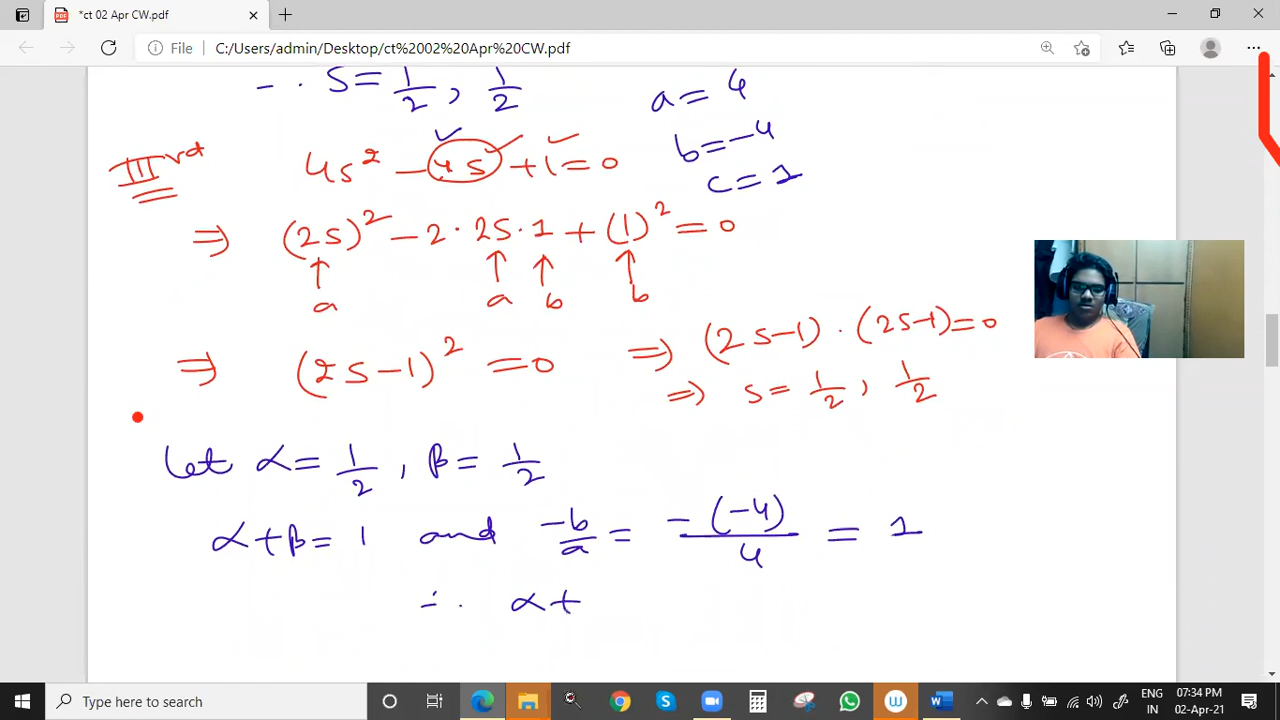 *ct 02 Apr CW.pdf
File C:/Users/admin/Desktop/ct%2002%20Apr%20CW.pdf
∴ S = 1/2, 1/2
a = 4
b = -4
c = 1
IIIrd 4s² - 4s + 1 = 0
⇒ (2s)² - 2·2s·1 + (1)² = 0
↑ ↑ ↑ ↑
a a b b
⇒ (2s-1)² = 0 ⇒ (2s-1)·(2s-1) = 0
⇒ s = 1/2, 1/2
Let α = 1/2, β = 1/2
α+β = 1 and -b/a = -(-4)/4 = 1
∴ α+
Type here to search
ENG
IN
07:34 PM
02-Apr-21